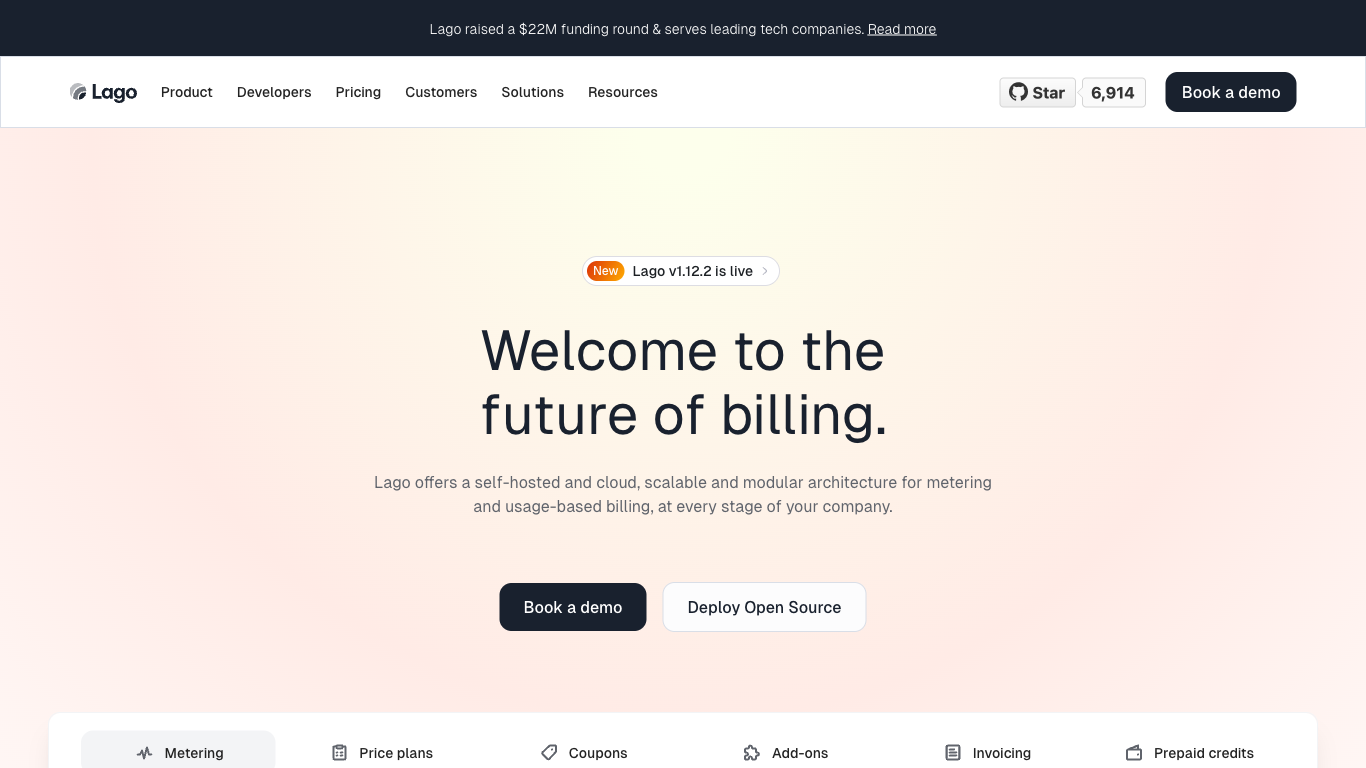 Lago raised a $22M funding round & serves leading tech companies. Read more
Lago Product Developers Pricing Customers Solutions Resources Star 6,914 Book a demo
New Lago v1.12.2 is live
Welcome to the
future of billing.
Lago offers a self-hosted and cloud, scalable and modular architecture for metering
and usage-based billing, at every stage of your company.
Book a demo Deploy Open Source
Metering Price plans Coupons Add-ons Invoicing Prepaid credits